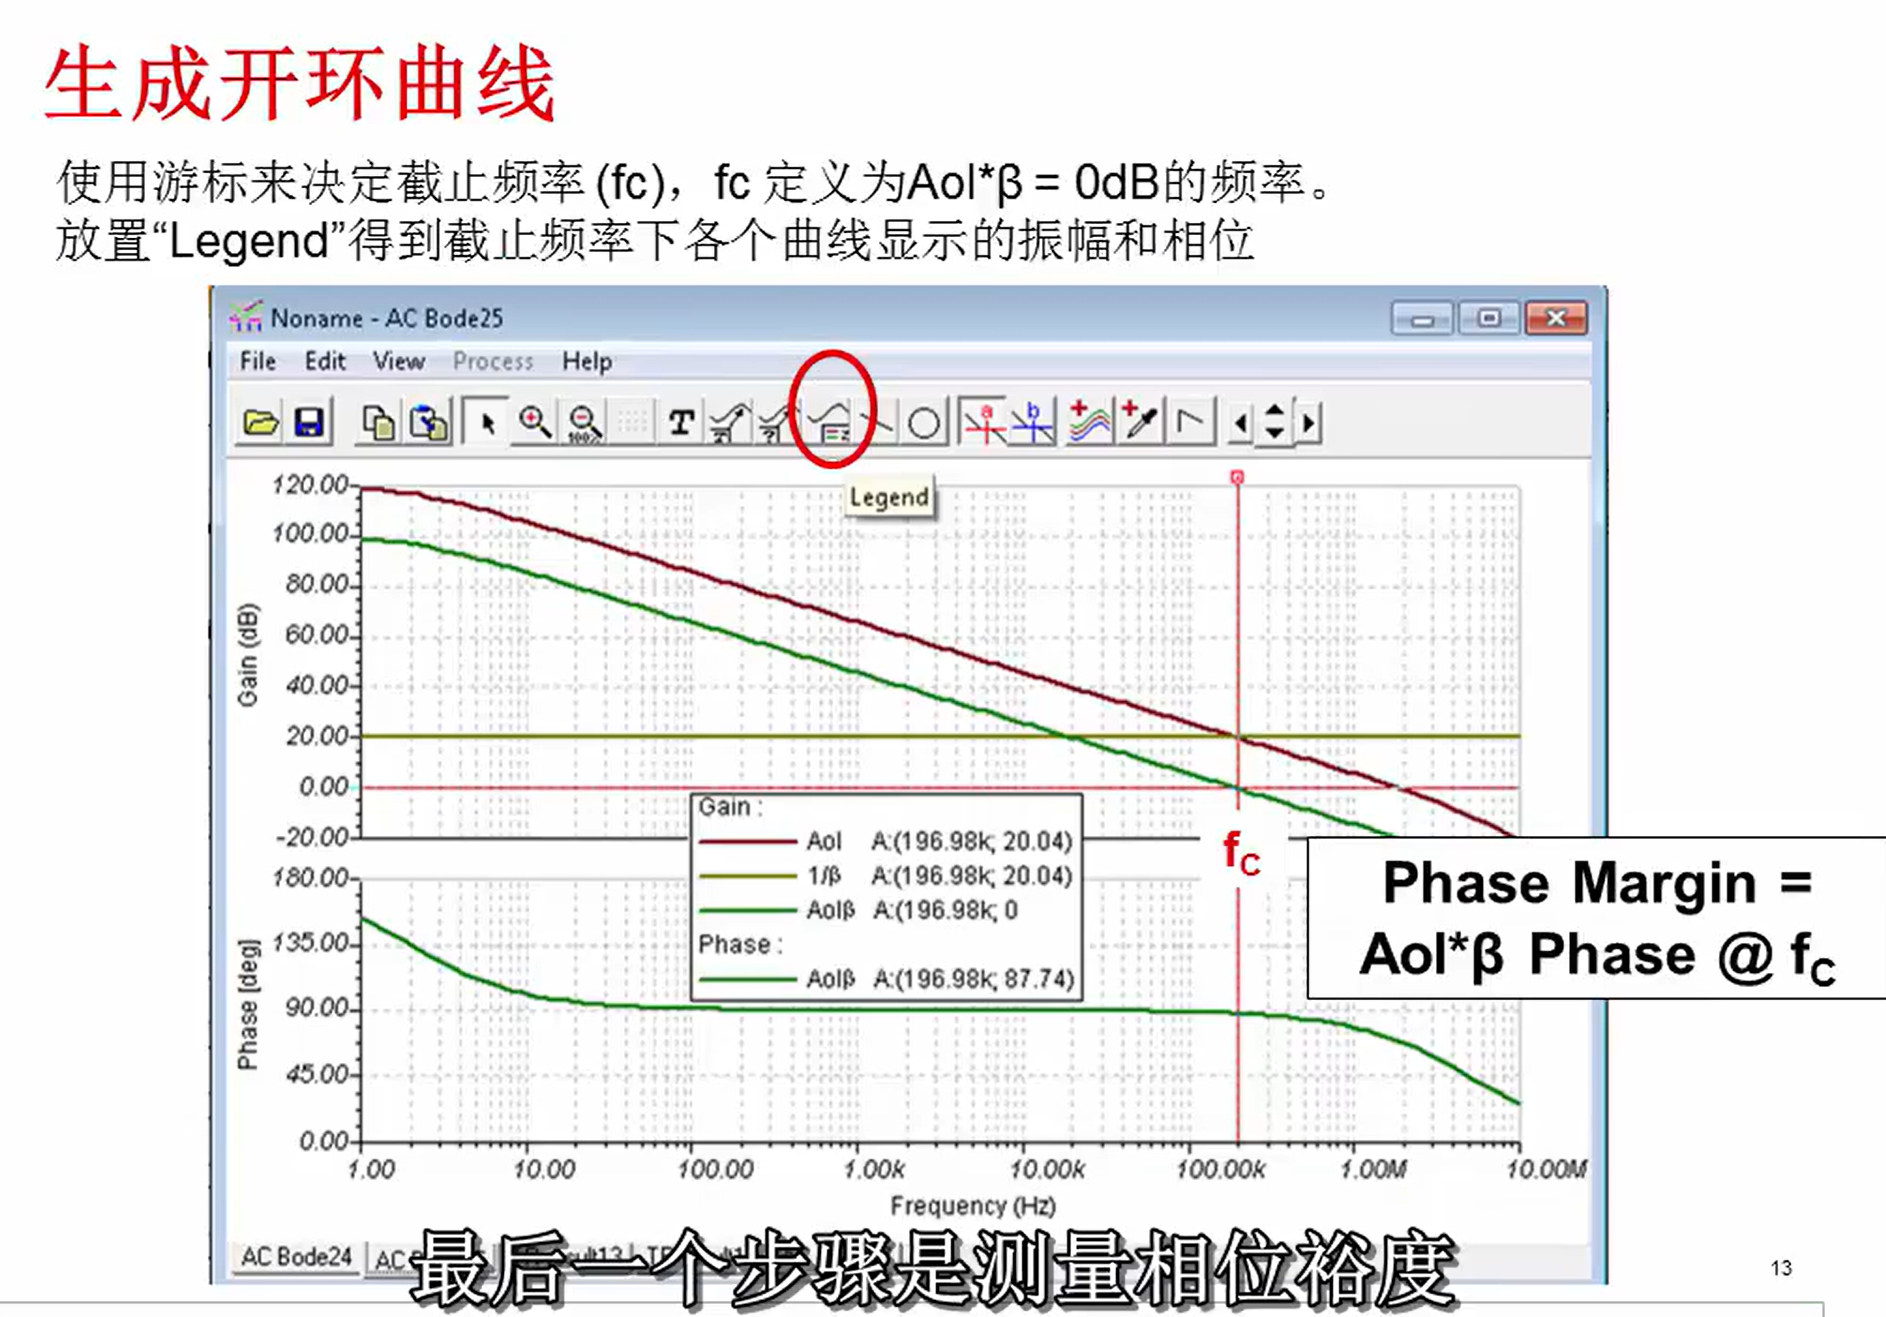 生成开环曲线
使用游标来决定截止频率 (fc)，fc 定义为Aol*β = 0dB的频率。
放置“Legend”得到截止频率下各个曲线显示的振幅和相位
Noname - AC Bode25
File Edit View Process Help
T
100%
a
b
Legend
120.00
100.00
80.00
60.00
40.00
20.00
0.00
-20.00
Gain (dB)
Gain :
Aol A:(196.98k; 20.04)
1/β A:(196.98k; 20.04)
Aolβ A:(196.98k; 0
Phase :
Aolβ A:(196.98k; 87.74)
fC
Phase Margin =
Aol*β Phase @ fC
180.00
135.00
90.00
45.00
0.00
Phase [deg]
1.00 10.00 100.00 1.00k 10.00k 100.00k 1.00M 10.00M
Frequency (Hz)
AC Bode24
最后一个步骤是测量相位裕度
13